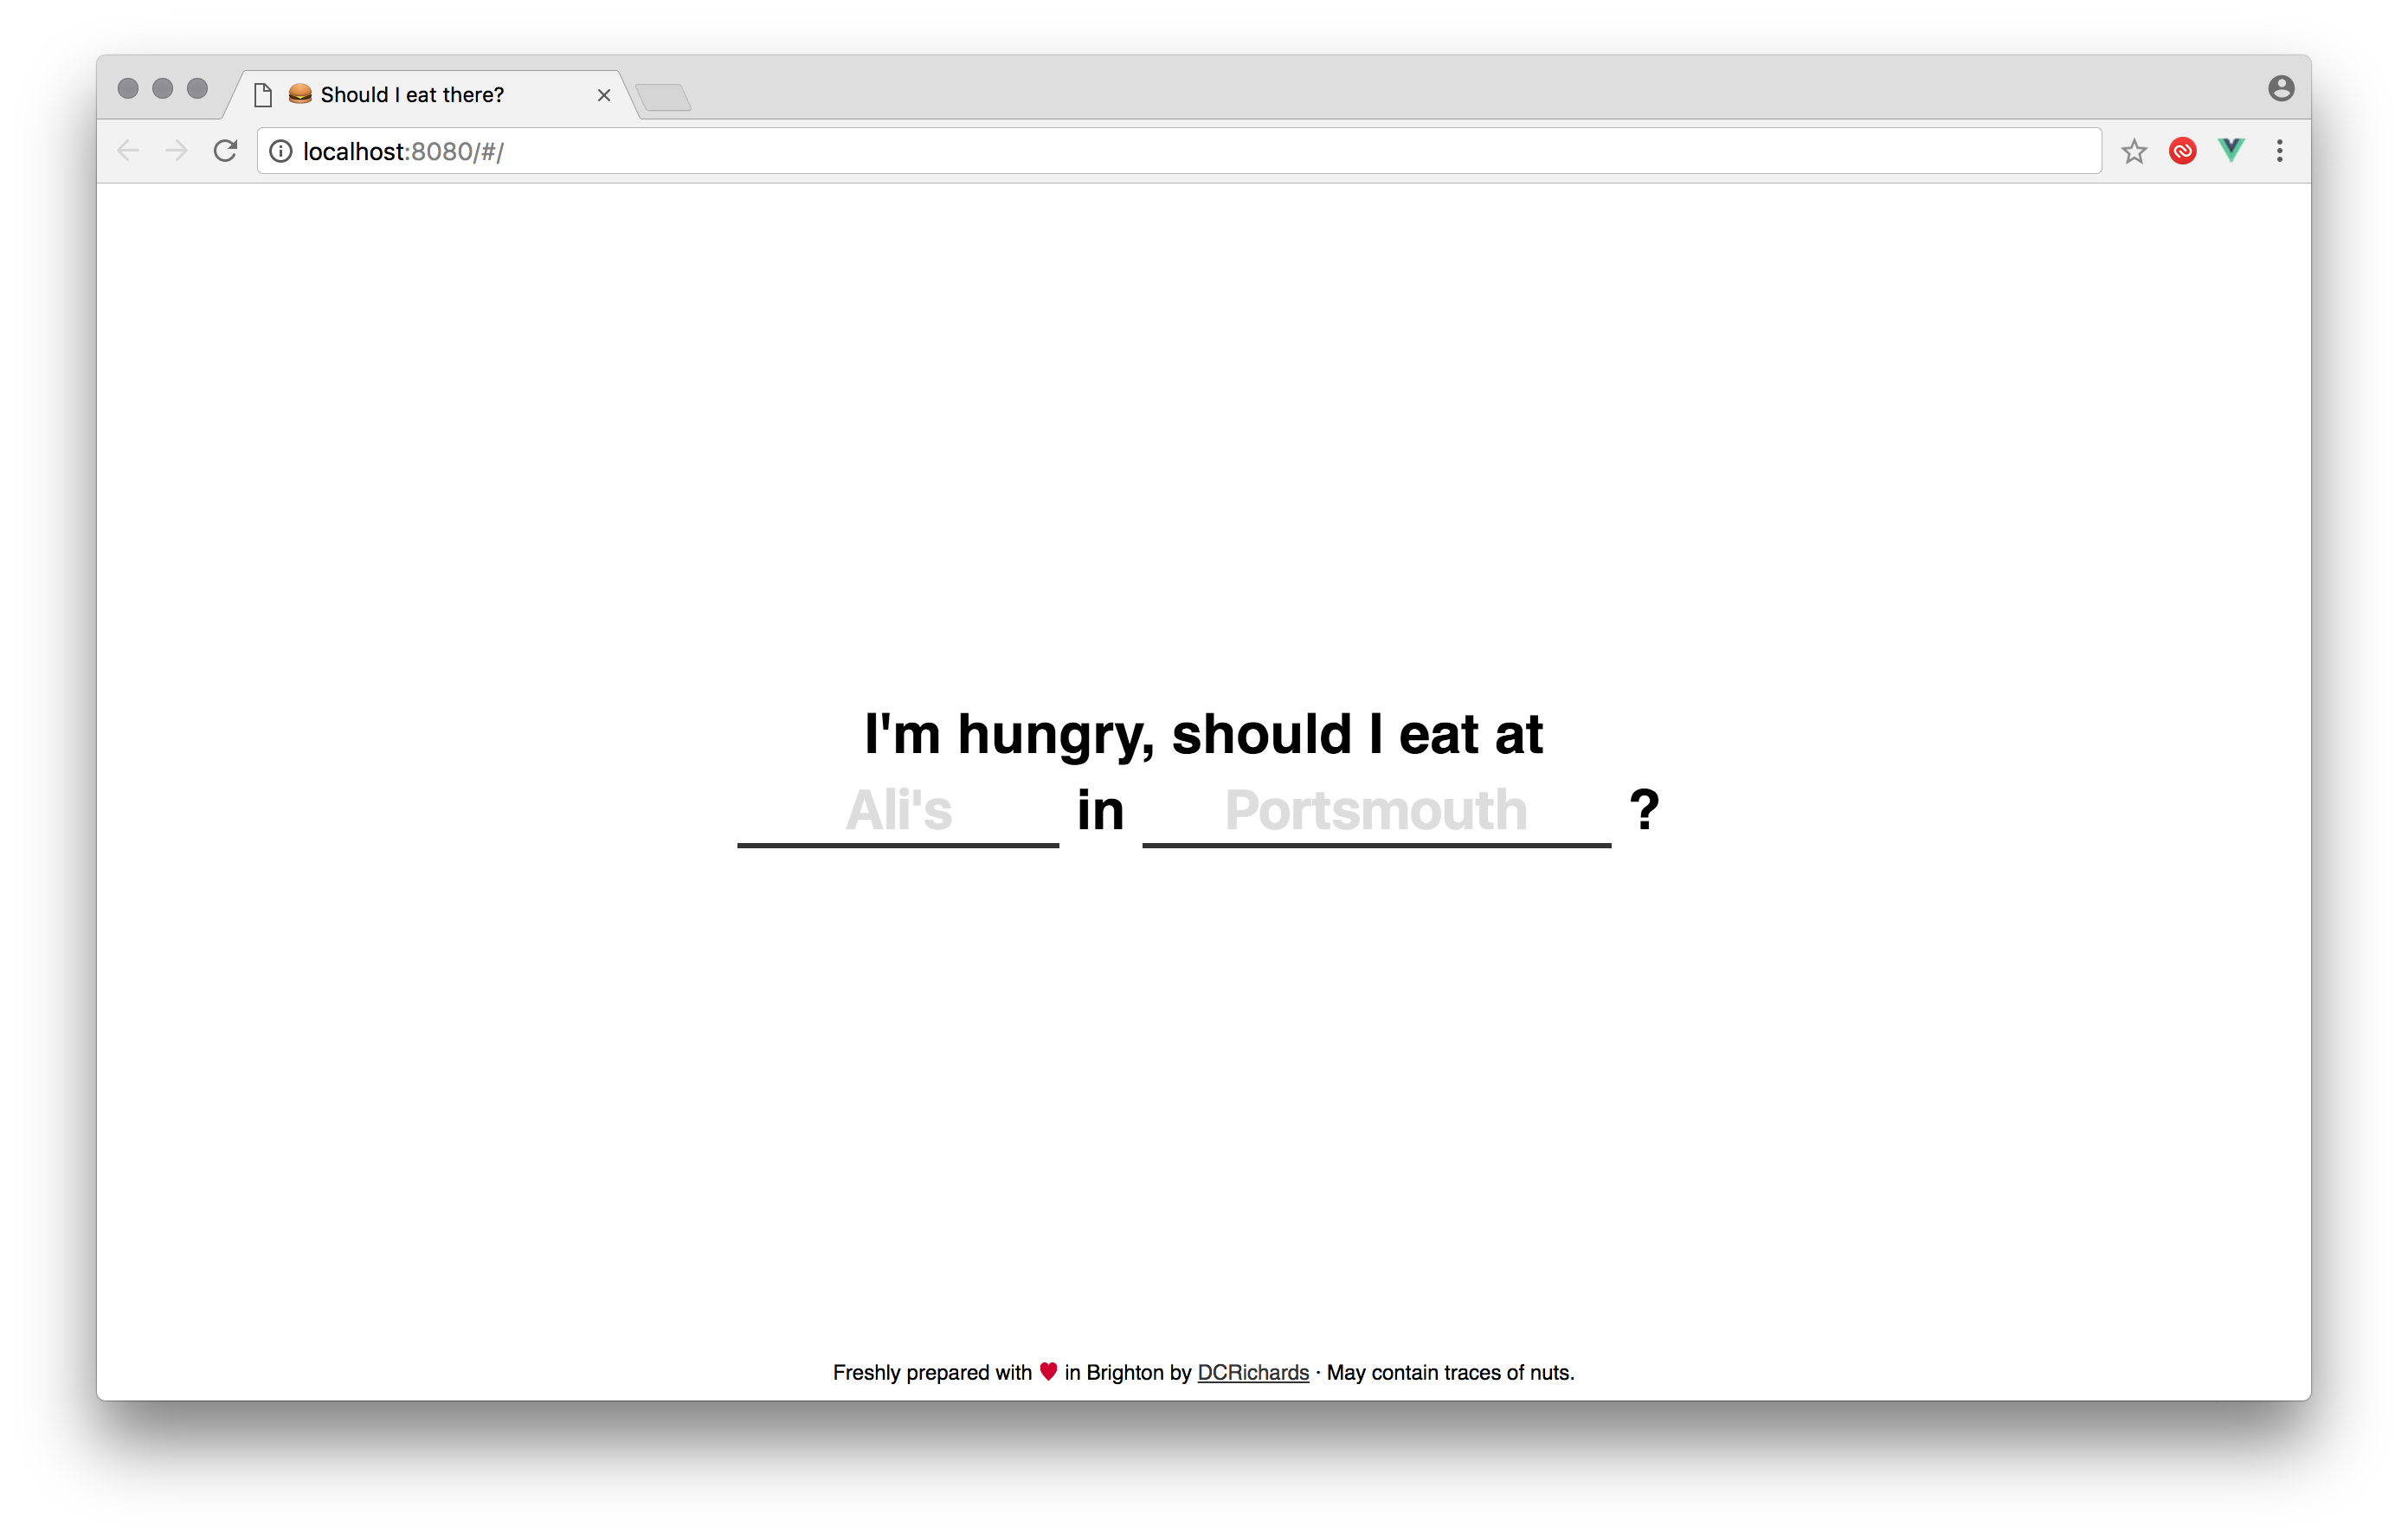 🍔 Should I eat there?
localhost:8080/#/
I'm hungry, should I eat at
Ali's in Portsmouth ?
Freshly prepared with ♥ in Brighton by DCRichards · May contain traces of nuts.